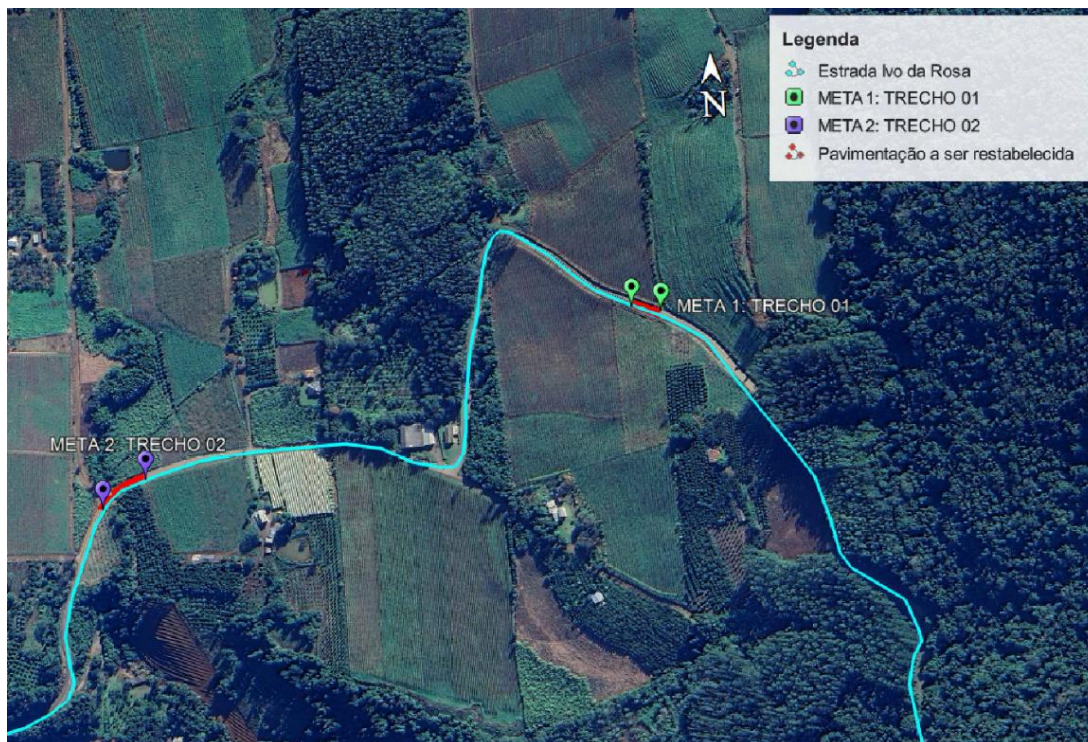 Legenda
Estrada Ivo da Rosa
META 1: TRECHO 01
META 2: TRECHO 02
Pavimentação a ser restabelecida
N
META 1: TRECHO 01
META 2: TRECHO 02